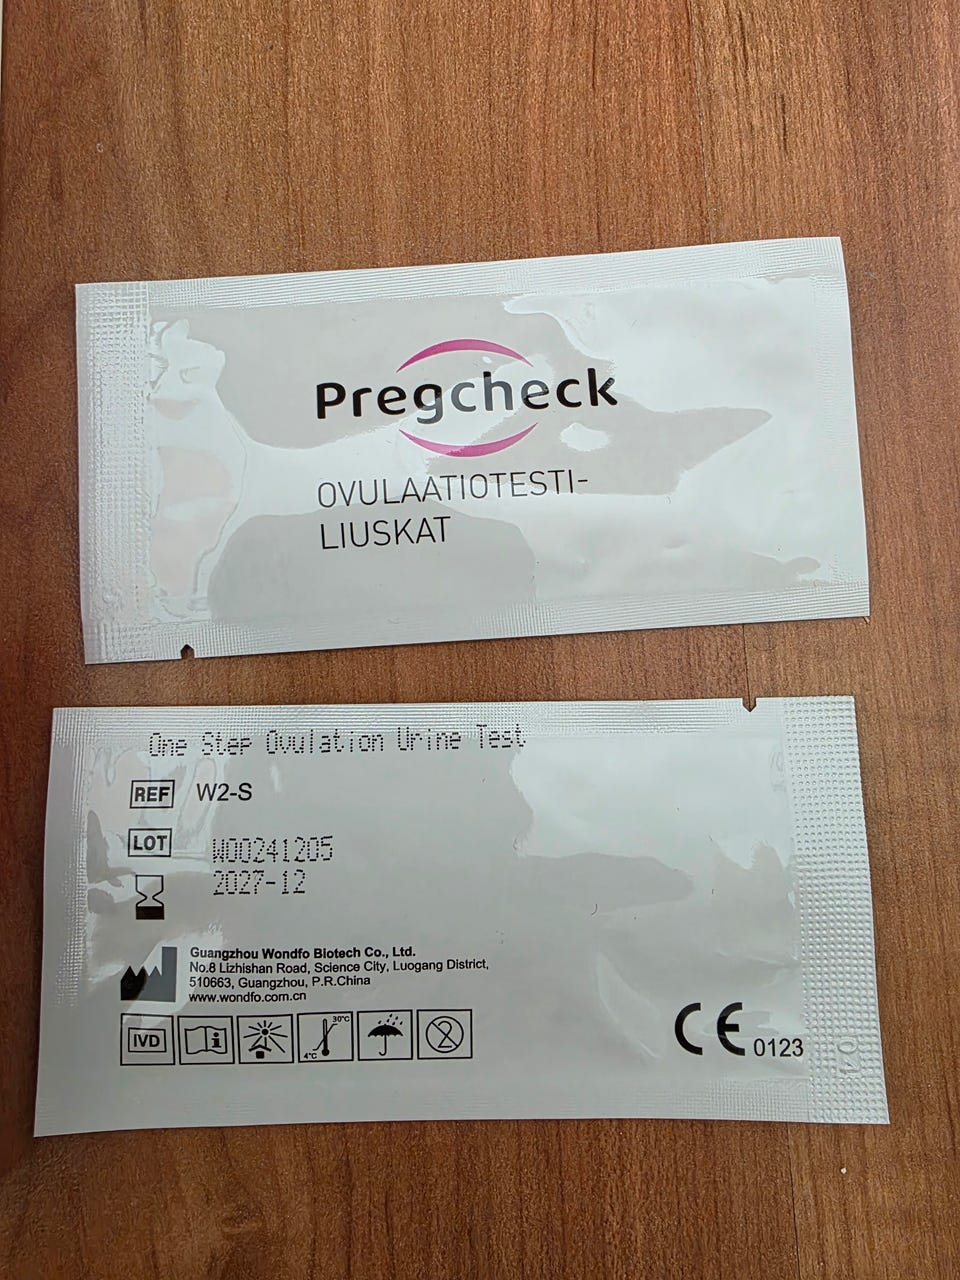 Pregcheck
OVULAATIOTESTI-
LIUSKAT
One Step Ovulation Urine Test
REF W2-S
LOT W00241205
2027-12
Guangzhou Wondfo Biotech Co., Ltd.
No.8 Lizhishan Road, Science City, Luogang District,
510663, Guangzhou, P.R.China
www.wondfo.com.cn
IVD i 4°C 30°C 2
CE 0123
04